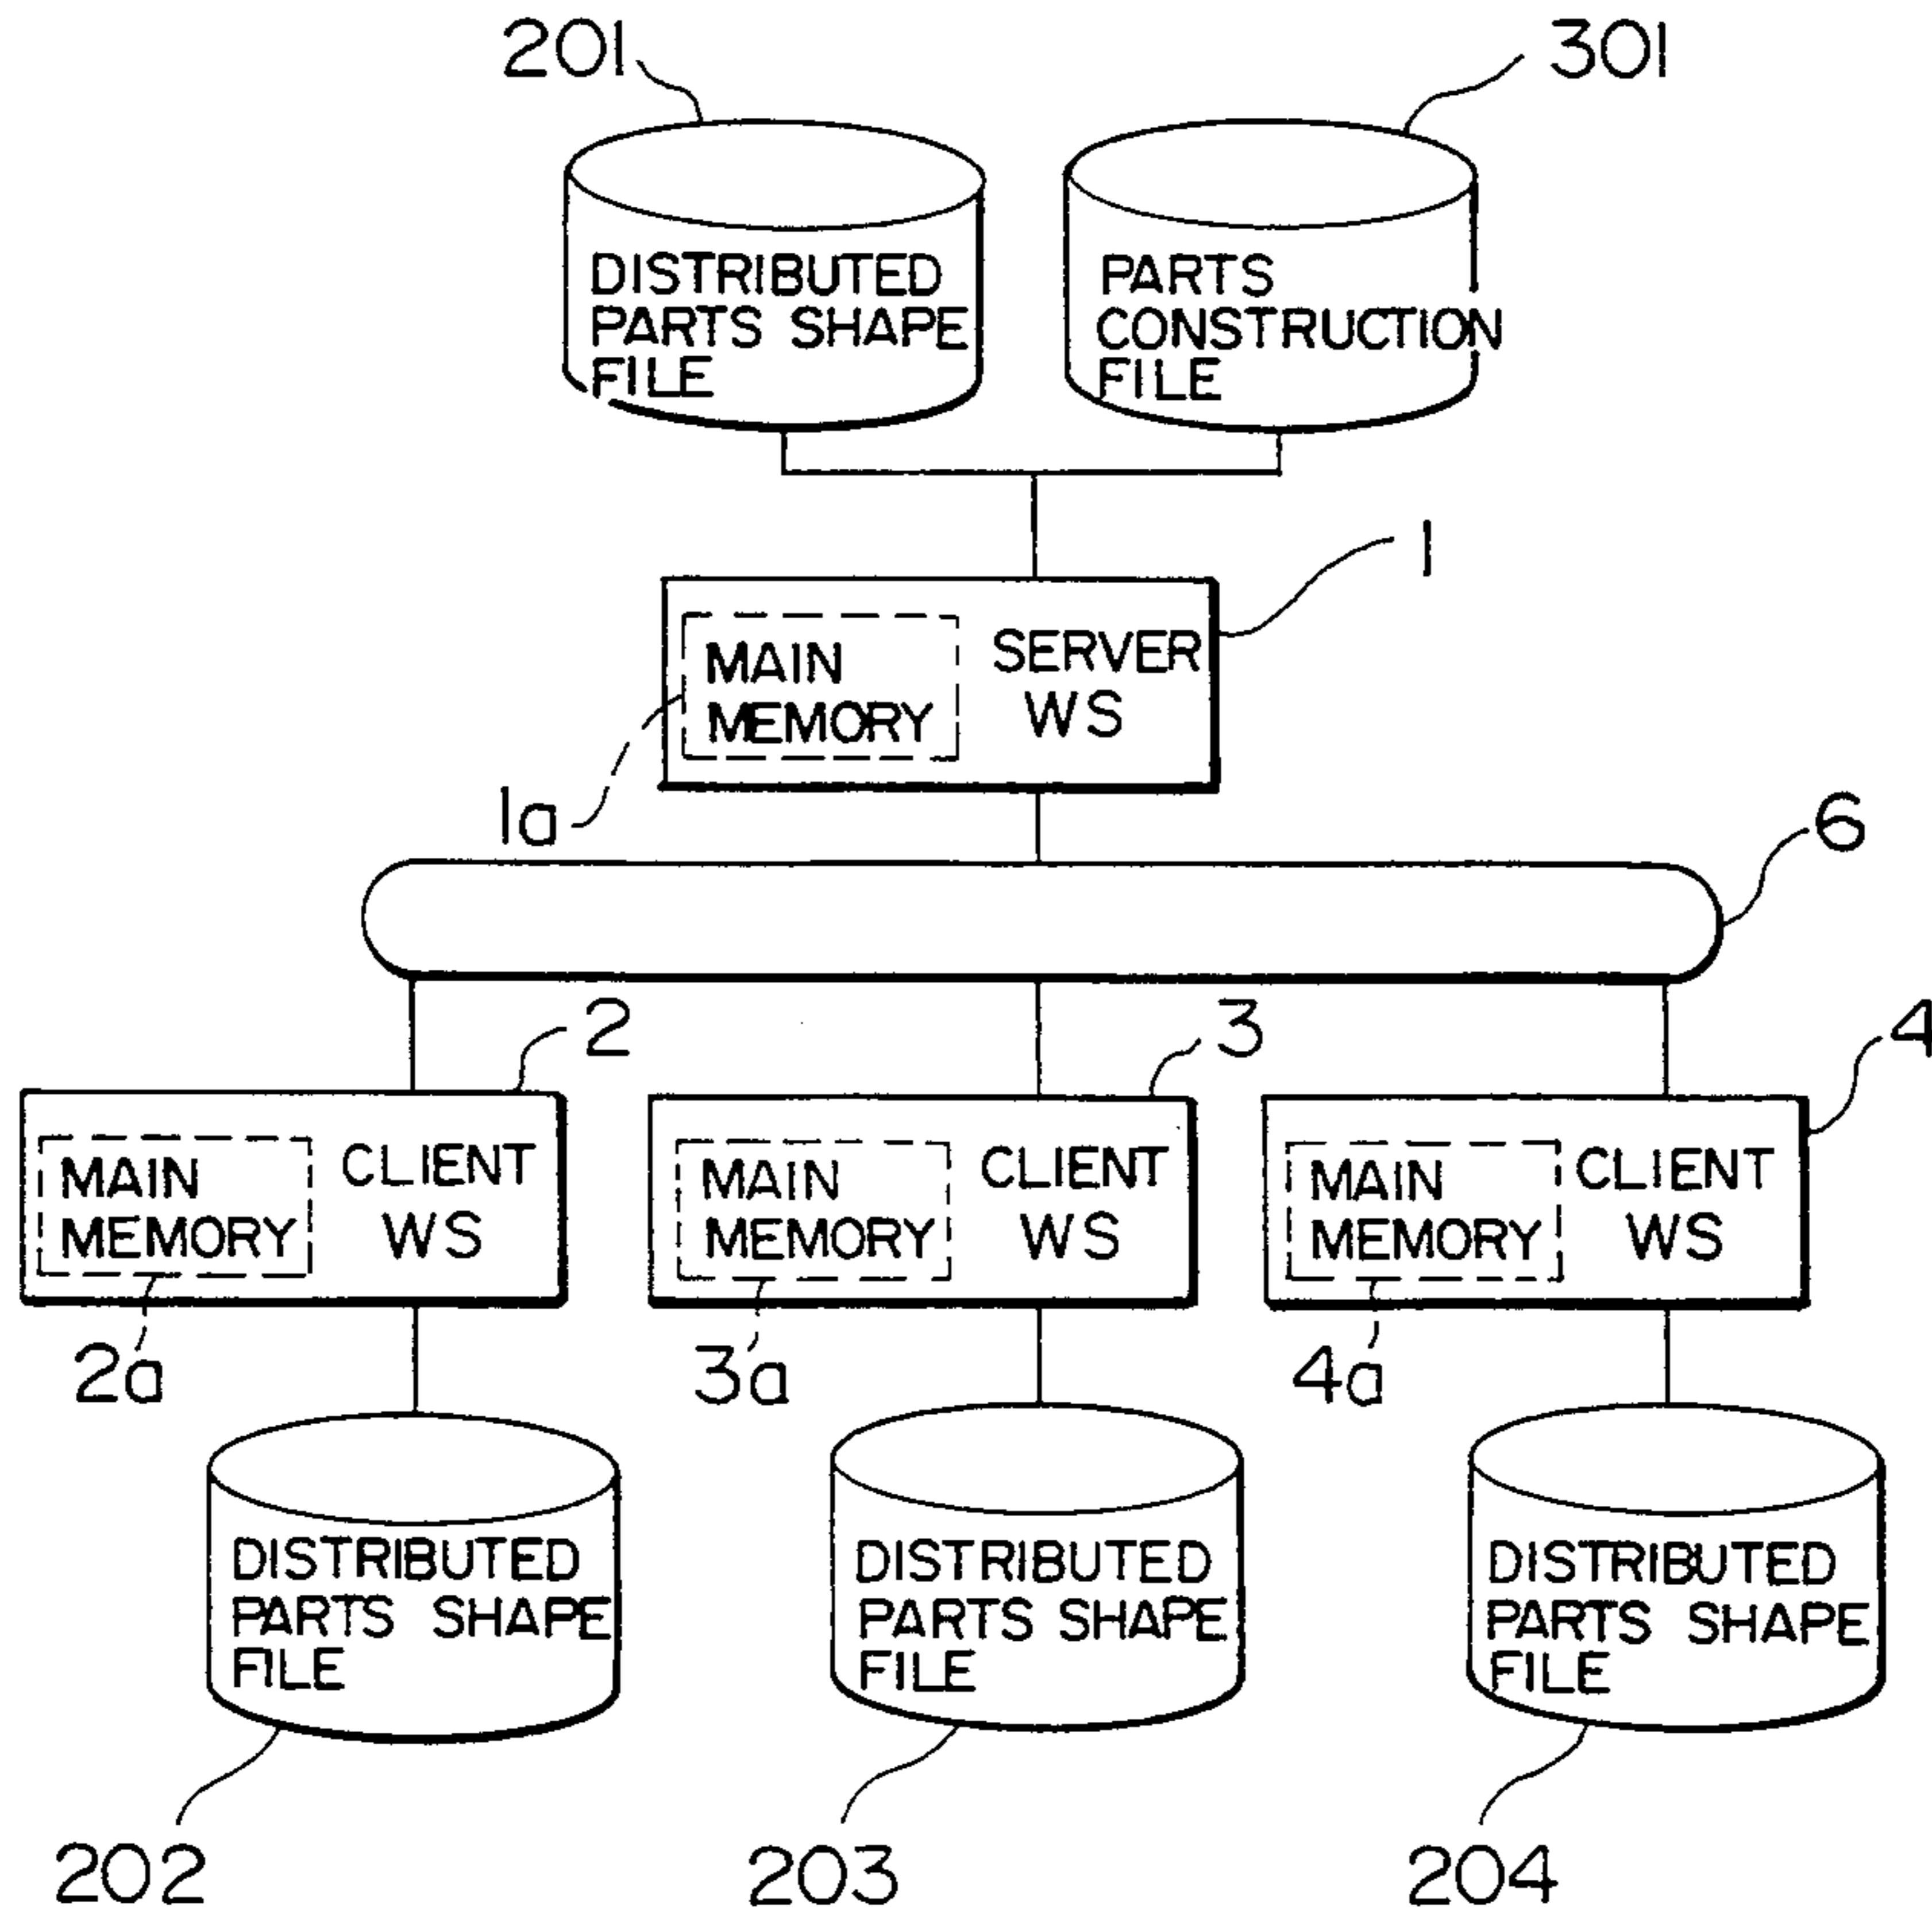 201
301
DISTRIBUTED
PARTS SHAPE
FILE
PARTS
CONSTRUCTION
FILE
1
MAIN
MEMORY
SERVER
WS
1a
6
2
3
4
MAIN
MEMORY
CLIENT
WS
MAIN
MEMORY
CLIENT
WS
MAIN
MEMORY
CLIENT
WS
2a
3a
4a
DISTRIBUTED
PARTS SHAPE
FILE
DISTRIBUTED
PARTS SHAPE
FILE
DISTRIBUTED
PARTS SHAPE
FILE
202
203
204